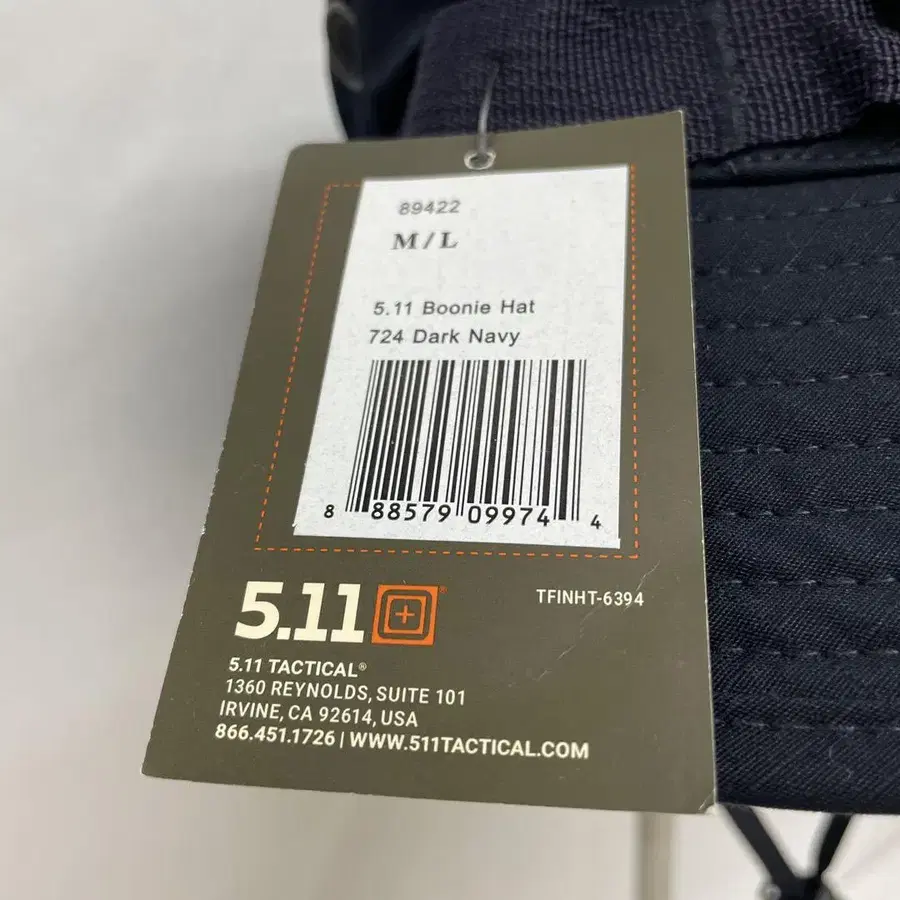 89422
M/L
5.11 Boonie Hat
724 Dark Navy
8 88579 09974 4
5.11®
TFINHT-6394
5.11 TACTICAL®
1360 REYNOLDS, SUITE 101
IRVINE, CA 92614, USA
866.451.1726 | WWW.511TACTICAL.COM